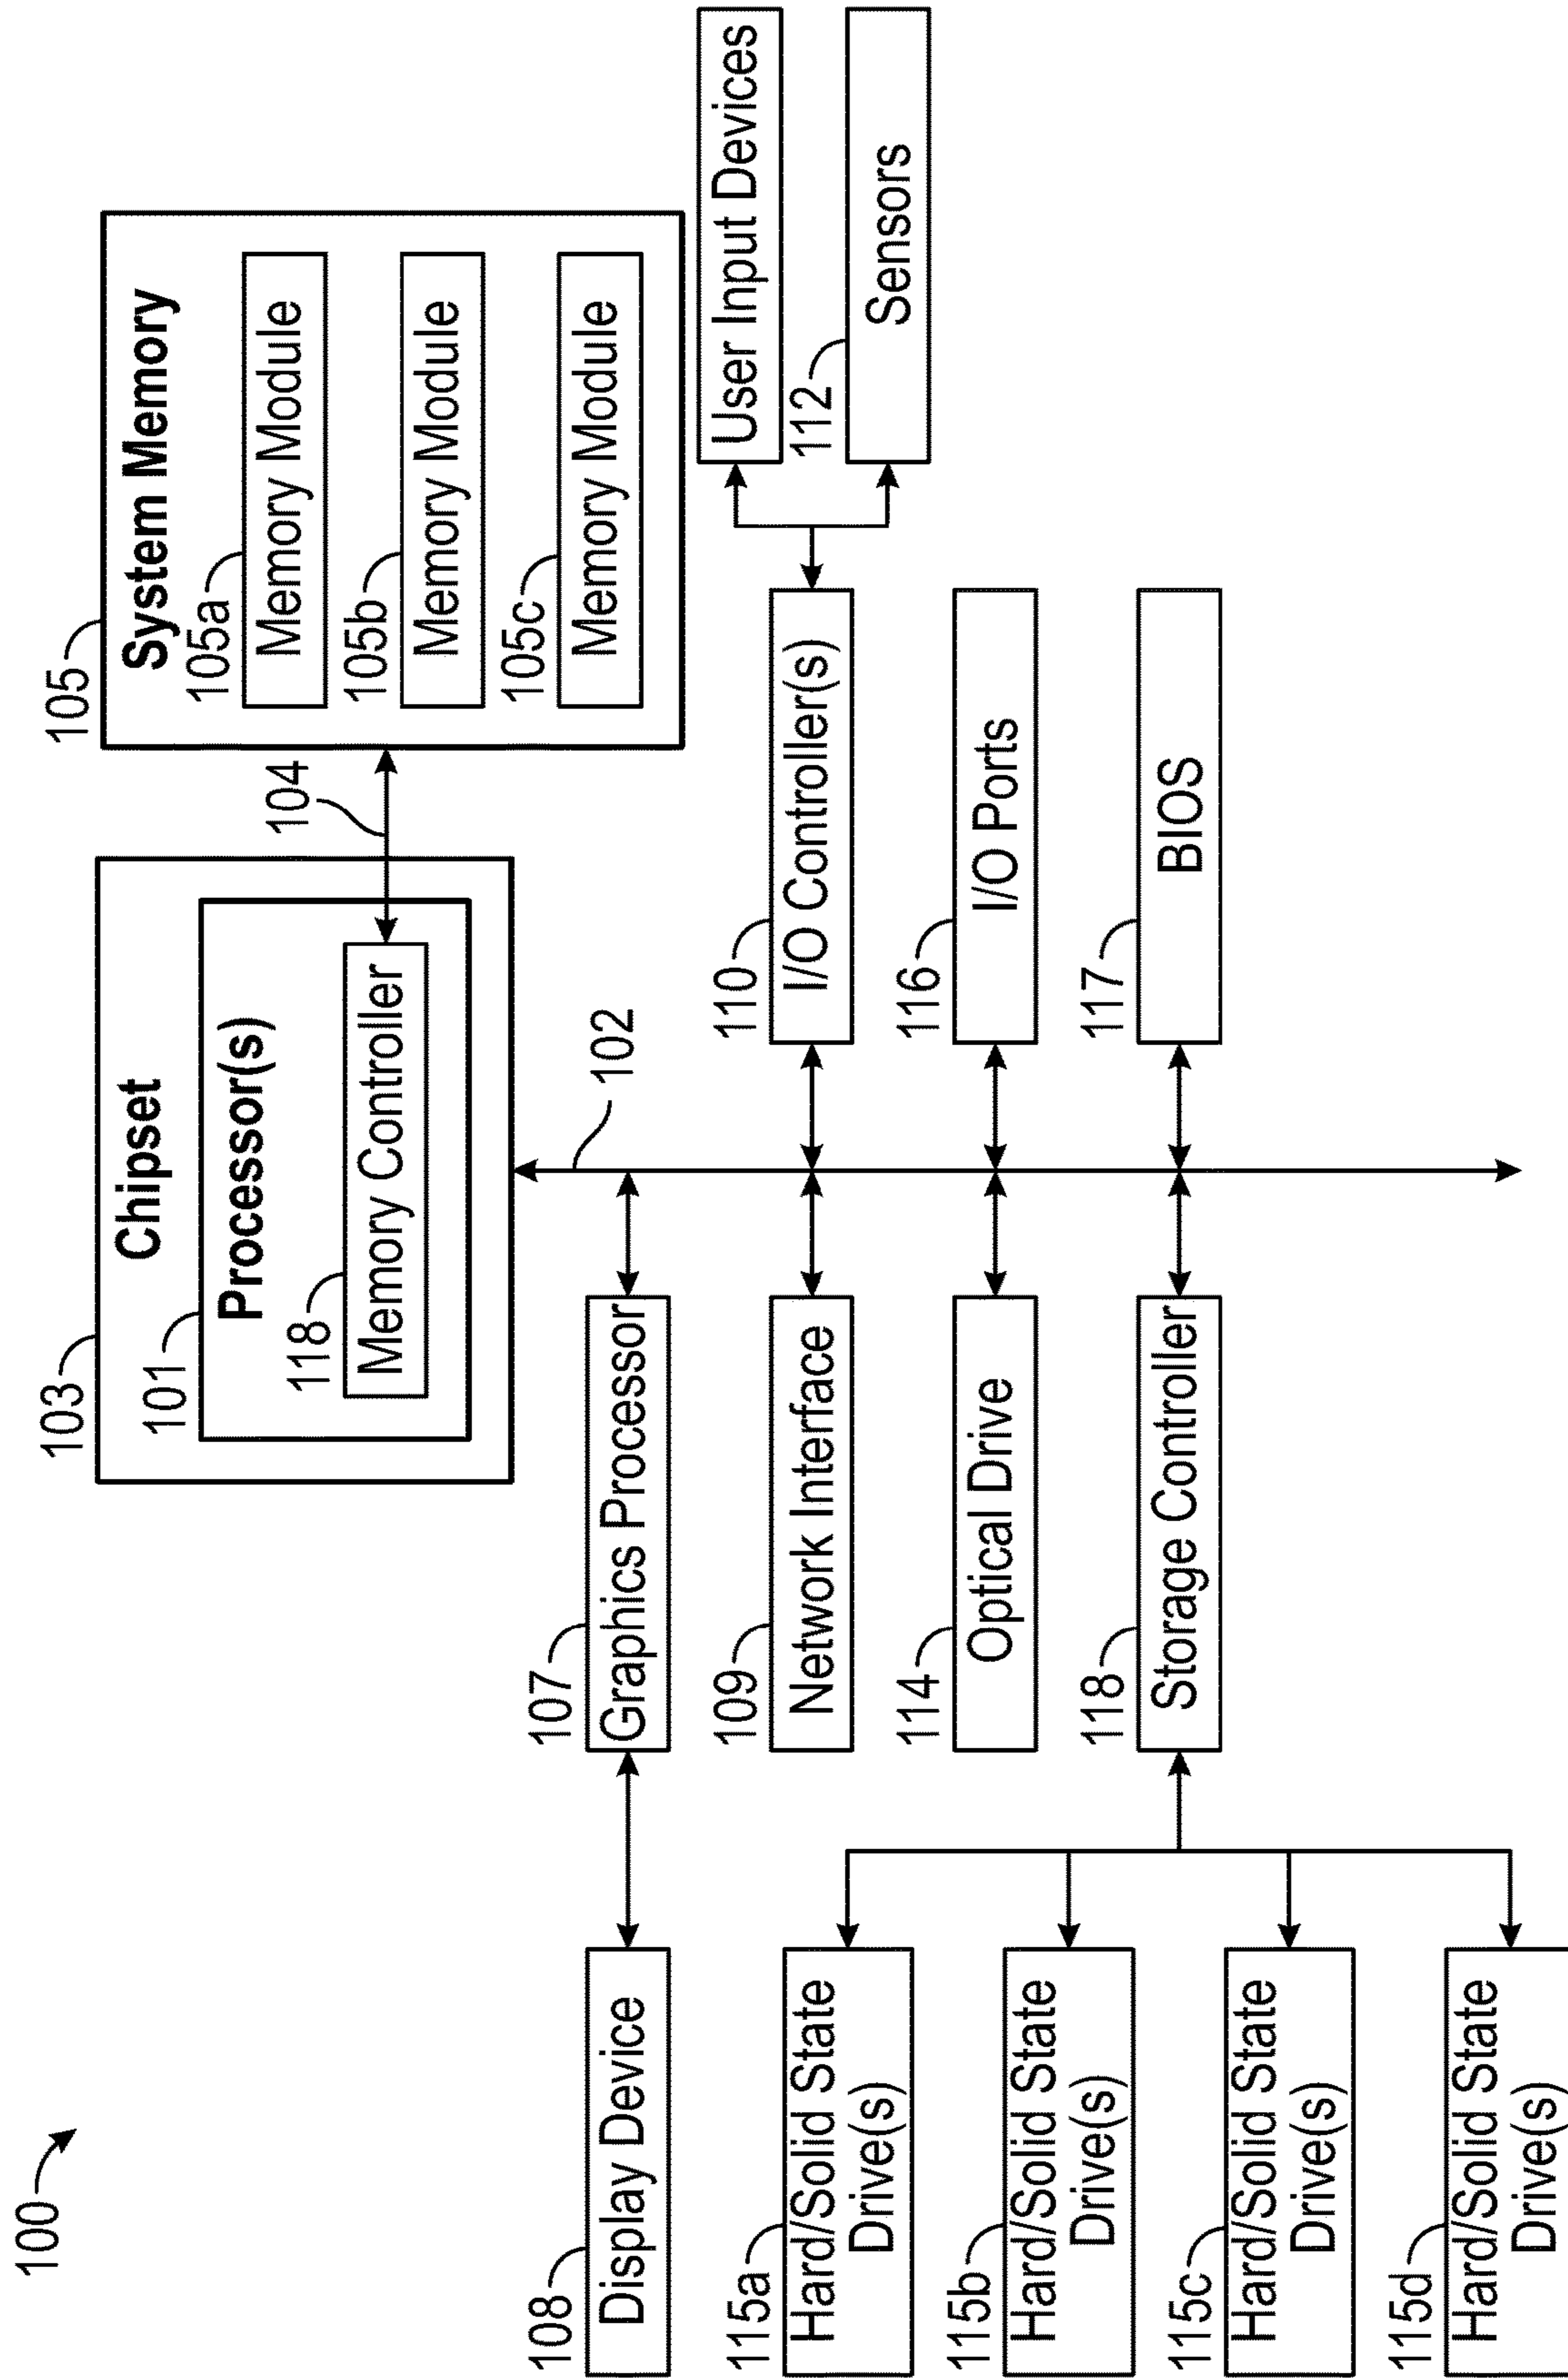 100
103
Chipset
101
Processor(s)
118
Memory Controller
104
105
System Memory
105a
Memory Module
105b
Memory Module
105c
Memory Module
102
108
Display Device
107
Graphics Processor
109
Network Interface
110
I/O Controller(s)
User Input Devices
112
Sensors
114
Optical Drive
116
I/O Ports
118
Storage Controller
117
BIOS
115a
Hard/Solid State
Drive(s)
115b
Hard/Solid State
Drive(s)
115c
Hard/Solid State
Drive(s)
115d
Hard/Solid State
Drive(s)